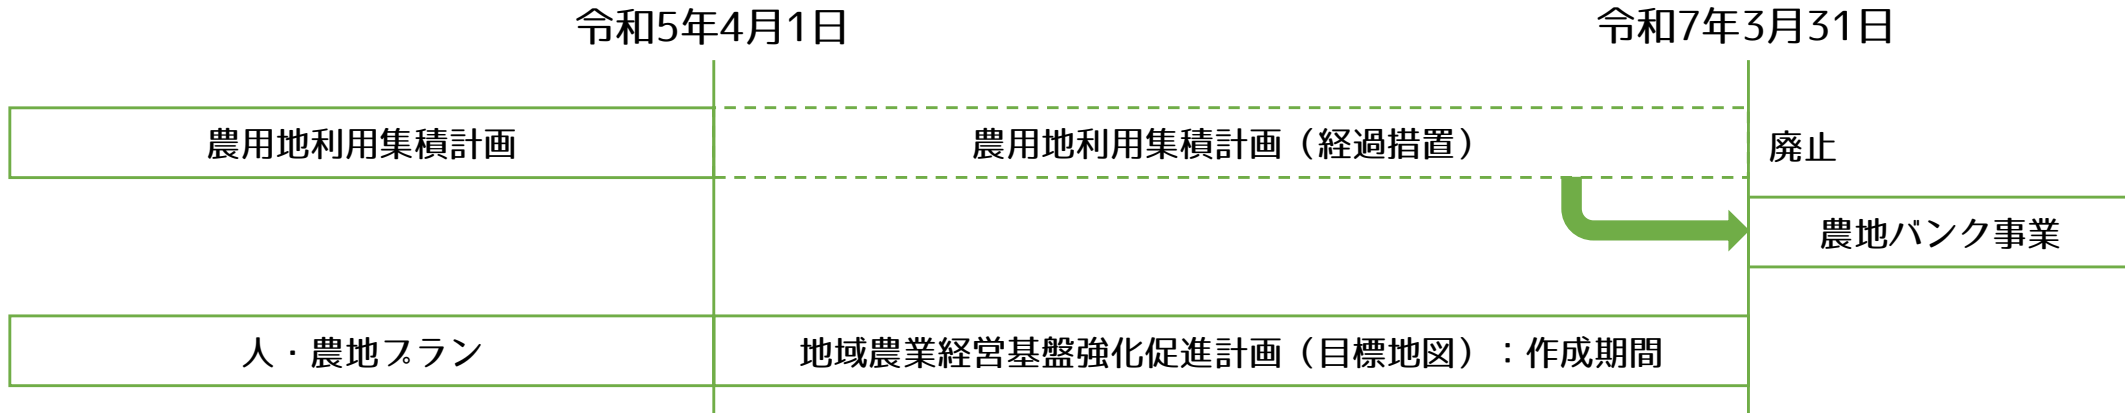 令和5年4月1日
令和7年3月31日
農用地利用集積計画
農用地利用集積計画（経過措置）
廃止
農地バンク事業
人・農地プラン
地域農業経営基盤強化促進計画（目標地図）：作成期間